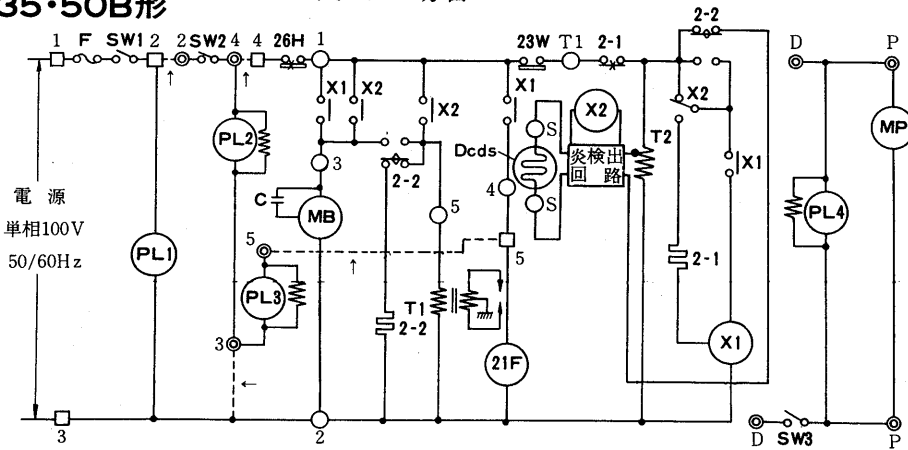 35・50B形
1 F SW1 2 2 SW2 4 4 26H 1 23W T1 2-1 2-2 D P
X1 X2 X2 X1 X2 X2 T2 X1 MP
PL2 S
Dcds 炎検出回路
3 2-2 4 S PL4
電源 C MB 5
単相100V 5 5 2-1
50/60Hz PL1
PL3 T1
2-2 21F X1
3
3 2 D SW3 P